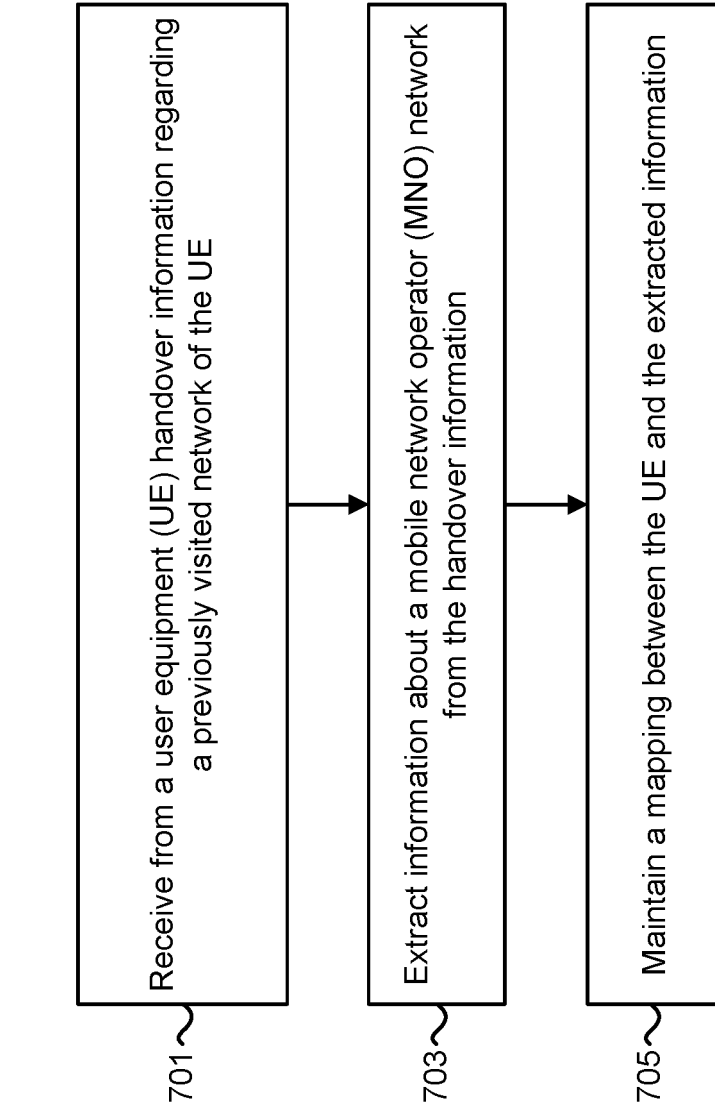 701
Receive from a user equipment (UE) handover information regarding
a previously visited network of the UE
703
Extract information about a mobile network operator (MNO) network
from the handover information
705
Maintain a mapping between the UE and the extracted information